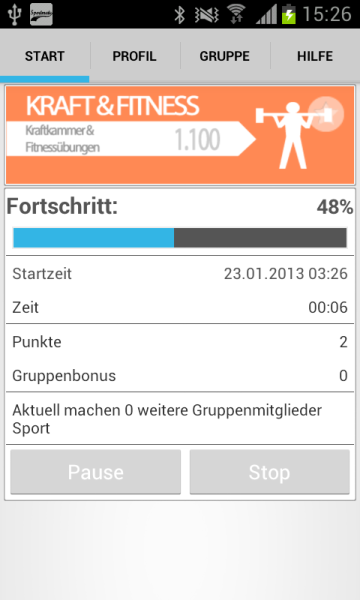 15:26
START
PROFIL
GRUPPE
HILFE
KRAFT & FITNESS
Kraftkammer &
Fitnessübungen
1.100
Fortschritt:
48%
Startzeit
23.01.2013 03:26
Zeit
00:06
Punkte
2
Gruppenbonus
0
Aktuell machen 0 weitere Gruppenmitglieder
Sport
Pause
Stop